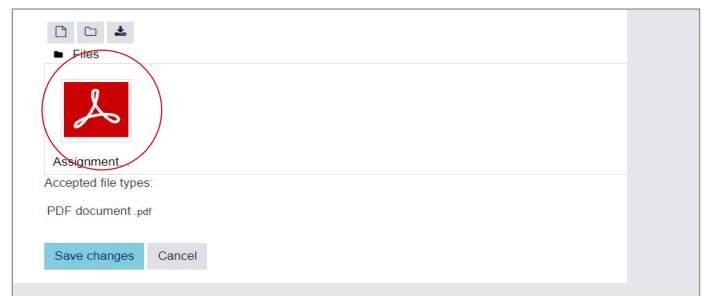 Files
Assignment...
Accepted file types:
PDF document .pdf
Save changes Cancel